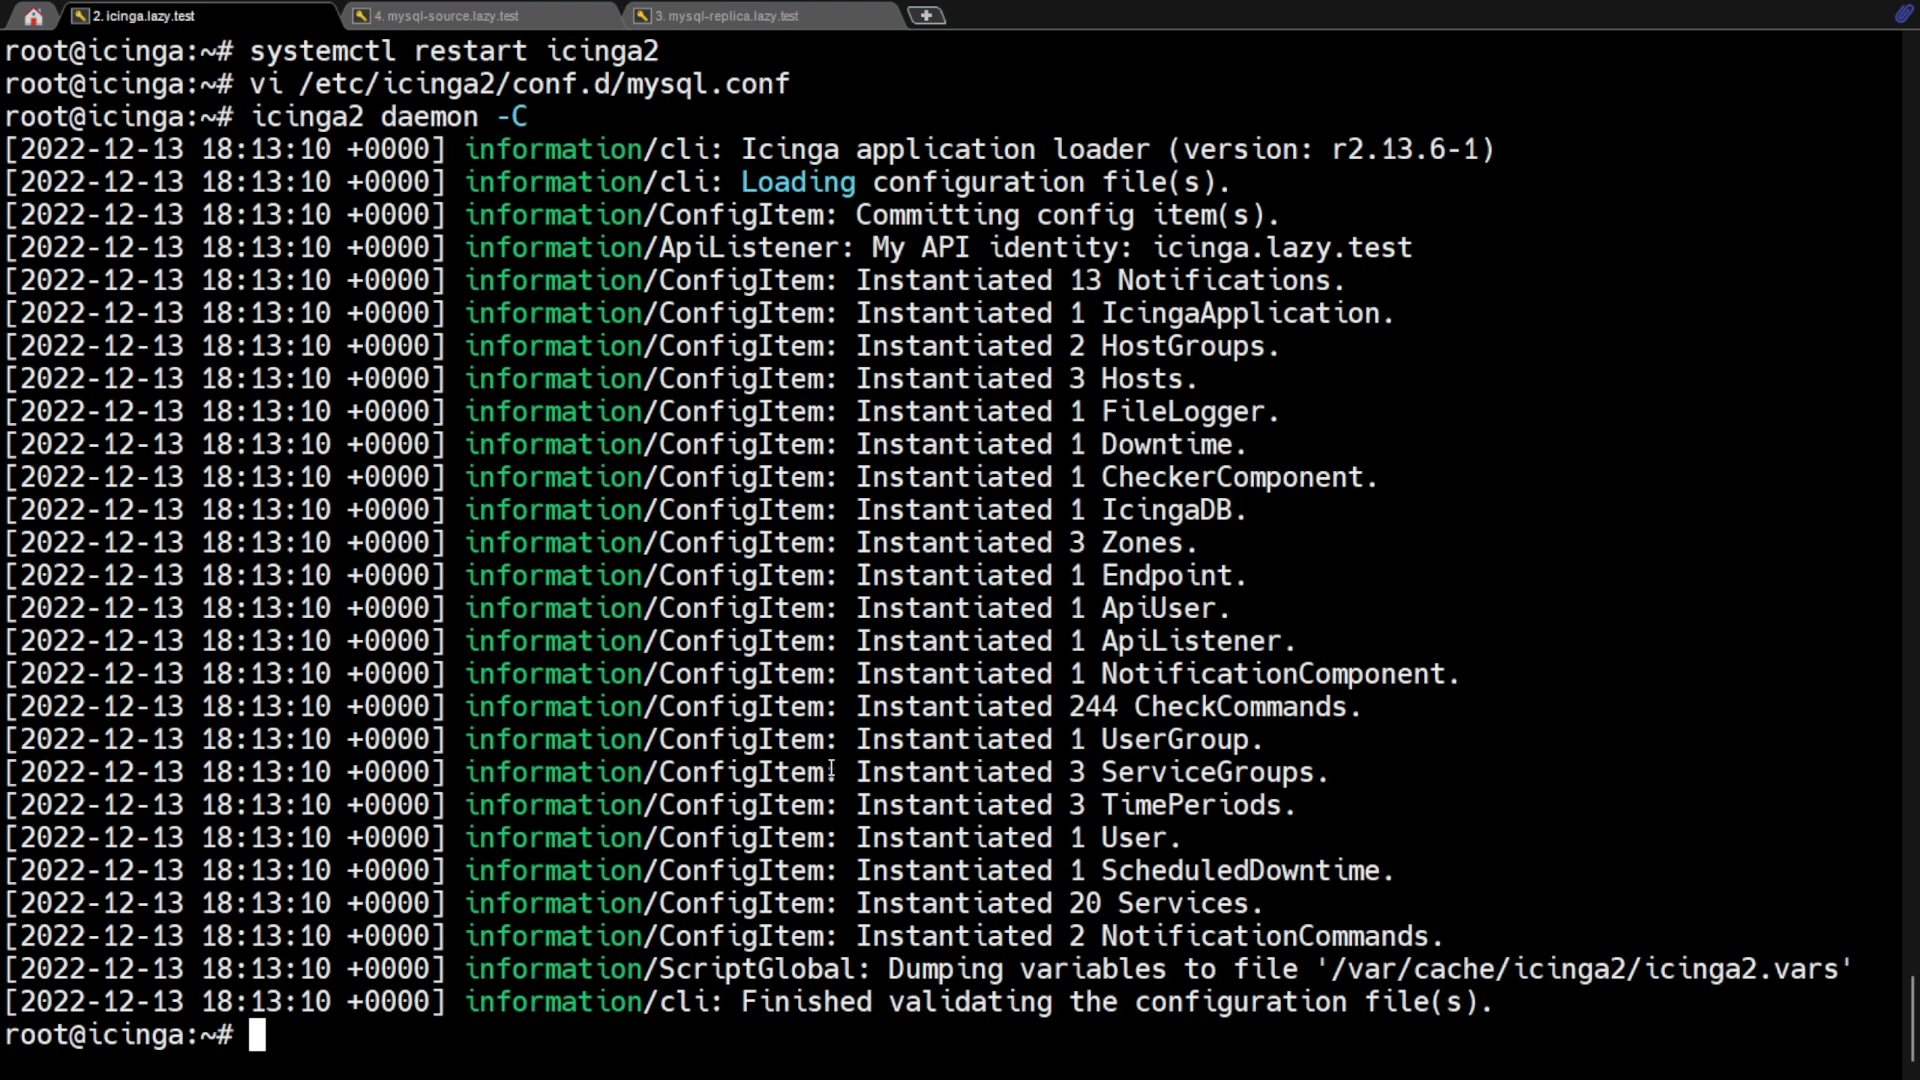 2. icinga.lazy.test
4. mysql-source.lazy.test
3. mysql-replica.lazy.test
root@icinga:~# systemctl restart icinga2
root@icinga:~# vi /etc/icinga2/conf.d/mysql.conf
root@icinga:~# icinga2 daemon -C
[2022-12-13 18:13:10 +0000] information/cli: Icinga application loader (version: r2.13.6-1)
[2022-12-13 18:13:10 +0000] information/cli: Loading configuration file(s).
[2022-12-13 18:13:10 +0000] information/ConfigItem: Committing config item(s).
[2022-12-13 18:13:10 +0000] information/ApiListener: My API identity: icinga.lazy.test
[2022-12-13 18:13:10 +0000] information/ConfigItem: Instantiated 13 Notifications.
[2022-12-13 18:13:10 +0000] information/ConfigItem: Instantiated 1 IcingaApplication.
[2022-12-13 18:13:10 +0000] information/ConfigItem: Instantiated 2 HostGroups.
[2022-12-13 18:13:10 +0000] information/ConfigItem: Instantiated 3 Hosts.
[2022-12-13 18:13:10 +0000] information/ConfigItem: Instantiated 1 FileLogger.
[2022-12-13 18:13:10 +0000] information/ConfigItem: Instantiated 1 Downtime.
[2022-12-13 18:13:10 +0000] information/ConfigItem: Instantiated 1 CheckerComponent.
[2022-12-13 18:13:10 +0000] information/ConfigItem: Instantiated 1 IcingaDB.
[2022-12-13 18:13:10 +0000] information/ConfigItem: Instantiated 3 Zones.
[2022-12-13 18:13:10 +0000] information/ConfigItem: Instantiated 1 Endpoint.
[2022-12-13 18:13:10 +0000] information/ConfigItem: Instantiated 1 ApiUser.
[2022-12-13 18:13:10 +0000] information/ConfigItem: Instantiated 1 ApiListener.
[2022-12-13 18:13:10 +0000] information/ConfigItem: Instantiated 1 NotificationComponent.
[2022-12-13 18:13:10 +0000] information/ConfigItem: Instantiated 244 CheckCommands.
[2022-12-13 18:13:10 +0000] information/ConfigItem: Instantiated 1 UserGroup.
[2022-12-13 18:13:10 +0000] information/ConfigItem: Instantiated 3 ServiceGroups.
[2022-12-13 18:13:10 +0000] information/ConfigItem: Instantiated 3 TimePeriods.
[2022-12-13 18:13:10 +0000] information/ConfigItem: Instantiated 1 User.
[2022-12-13 18:13:10 +0000] information/ConfigItem: Instantiated 1 ScheduledDowntime.
[2022-12-13 18:13:10 +0000] information/ConfigItem: Instantiated 20 Services.
[2022-12-13 18:13:10 +0000] information/ConfigItem: Instantiated 2 NotificationCommands.
[2022-12-13 18:13:10 +0000] information/ScriptGlobal: Dumping variables to file '/var/cache/icinga2/icinga2.vars'
[2022-12-13 18:13:10 +0000] information/cli: Finished validating the configuration file(s).
root@icinga:~#